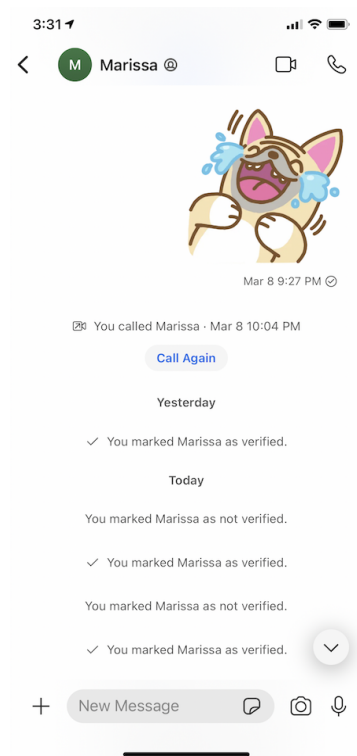 3:31
M Marissa
Mar 8 9:27 PM
You called Marissa · Mar 8 10:04 PM
Call Again
Yesterday
You marked Marissa as verified.
Today
You marked Marissa as not verified.
You marked Marissa as verified.
You marked Marissa as not verified.
You marked Marissa as verified.
New Message